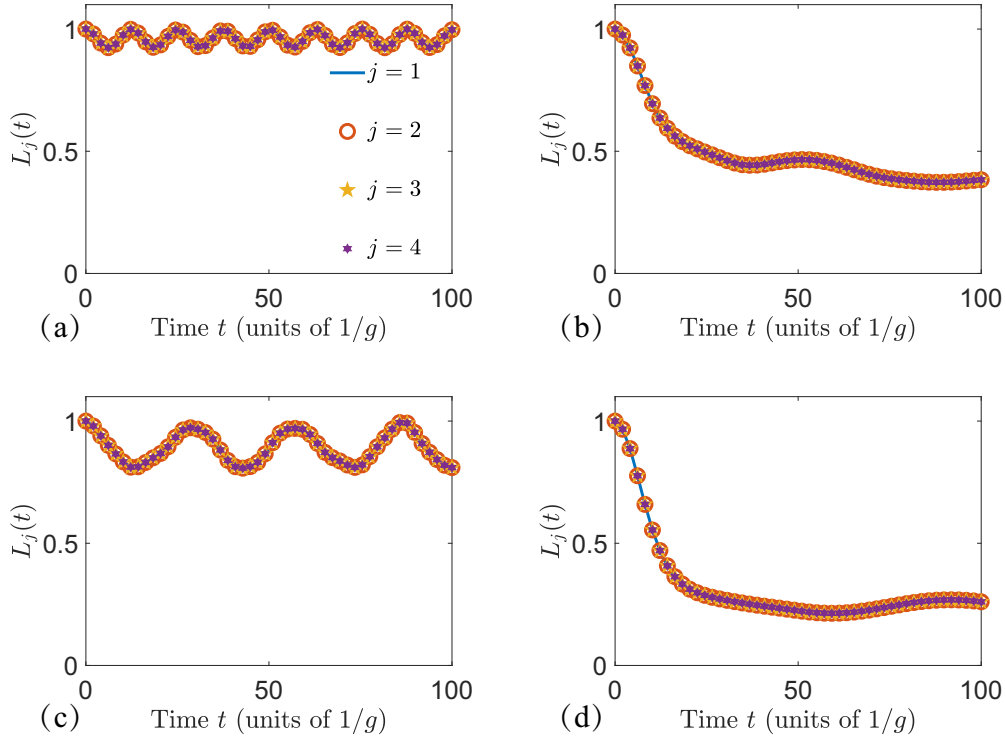 1
0.5
0
L_j(t)
j = 1
j = 2
j = 3
j = 4
0 50 100
Time t (units of 1/g)
(a)
1
0.5
0
L_j(t)
0 50 100
Time t (units of 1/g)
(b)
1
0.5
0
L_j(t)
0 50 100
Time t (units of 1/g)
(c)
1
0.5
0
L_j(t)
0 50 100
Time t (units of 1/g)
(d)